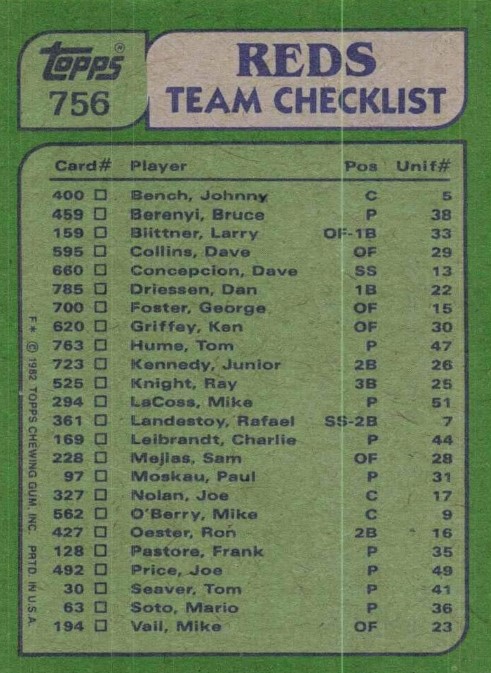 Topps
756
REDS
TEAM CHECKLIST
Card# Player Pos Unif#
400 □ Bench, Johnny C 5
459 □ Berenyi, Bruce P 38
159 □ Biittner, Larry OF-1B 33
595 □ Collins, Dave OF 29
660 □ Concepcion, Dave SS 13
785 □ Driessen, Dan 1B 22
700 □ Foster, George OF 15
620 □ Griffey, Ken OF 30
763 □ Hume, Tom P 47
723 □ Kennedy, Junior 2B 26
525 □ Knight, Ray 3B 25
294 □ LaCoss, Mike P 51
361 □ Landestoy, Rafael SS-2B 7
169 □ Leibrandt, Charlie P 44
228 □ Mejias, Sam OF 28
97 □ Moskau, Paul P 31
327 □ Nolan, Joe C 17
562 □ O'Berry, Mike C 9
427 □ Oester, Ron 2B 16
128 □ Pastore, Frank P 35
492 □ Price, Joe P 49
30 □ Seaver, Tom P 41
63 □ Soto, Mario P 36
194 □ Vail, Mike OF 23
F* © 1982 TOPPS CHEWING GUM, INC. PRTD. IN U.S.A.